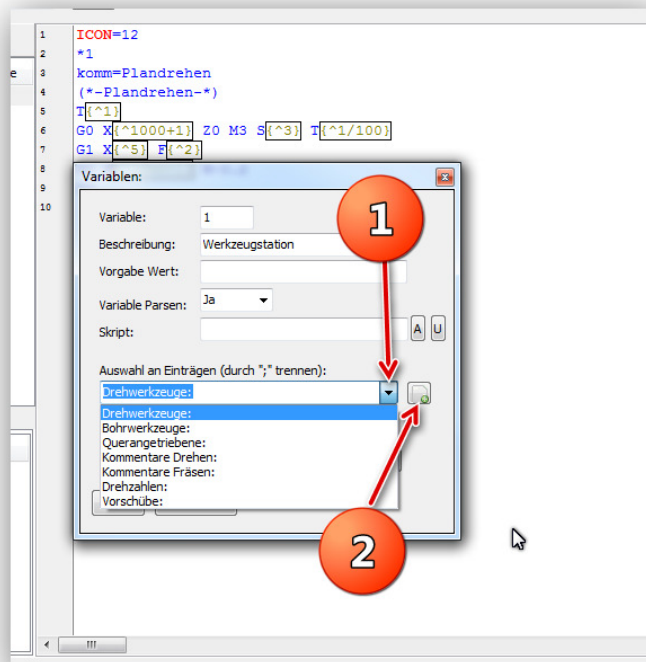 1 ICON=12
2 *1
e 3 komm=Plandrehen
4 (*-Plandrehen-*)
5 T{^1}
6 G0 X{^1000+1} Z0 M3 S{^3} T{^1/100}
7 G1 X{^5} F{^2}
8
9
10
Variablen:
Variable: 1
1
Beschreibung: Werkzeugstation
Vorgabe Wert:
Variable Parsen: Ja
Skript: A U
Auswahl an Einträgen (durch ";" trennen):
Drehwerkzeuge:
Drehwerkzeuge:
Bohrwerkzeuge:
Querangetriebene:
Kommentare Drehen:
Kommentare Fräsen:
Drehzahlen:
Vorschübe:
2